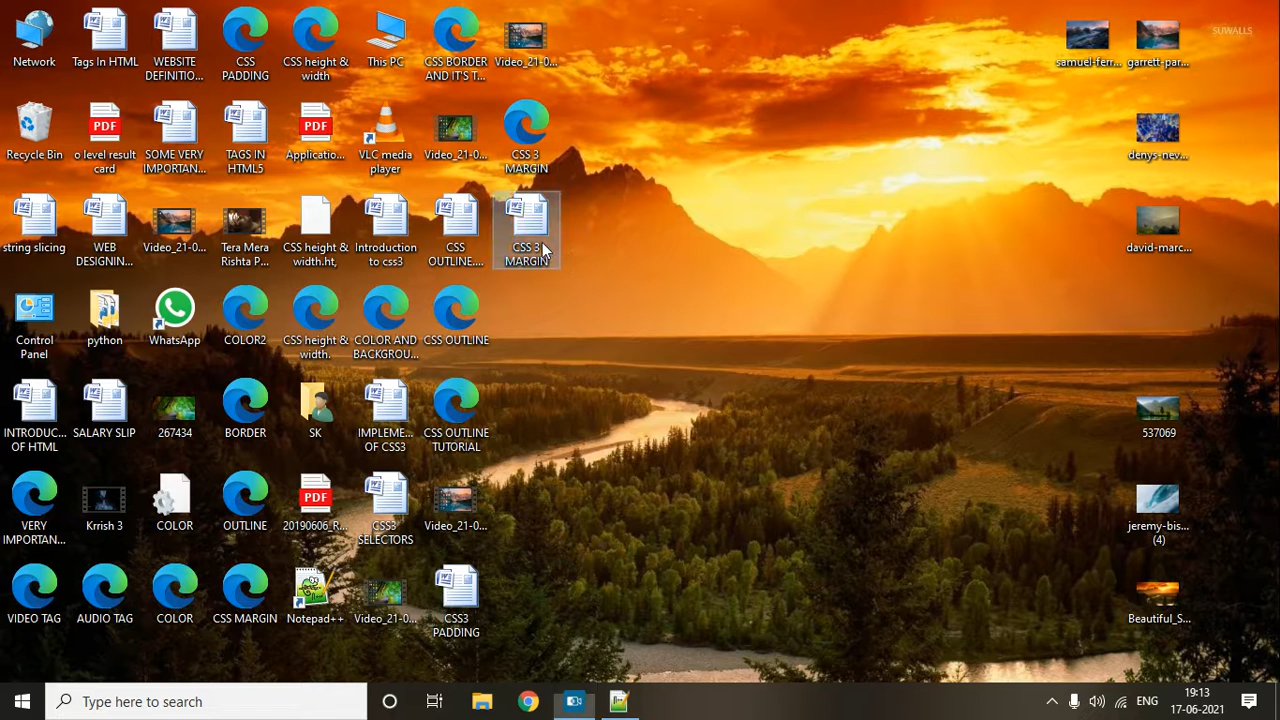 Network
Tags In HTML
WEBSITE
DEFINITIO...
CSS
PADDING
CSS height &
width
This PC
CSS BORDER
AND IT'S T...
Video_21-0...
samuel-ferr...
garrett-par...
SUWALLS
Recycle Bin
PDF
o level result
card
SOME VERY
IMPORTAN...
TAGS IN
HTML5
PDF
Applicatio...
VLC media
player
Video_21-0...
CSS 3
MARGIN
denys-nev...
string slicing
WEB
DESIGNIN...
Video_21-0...
Tera Mera
Rishta P...
CSS height &
width.ht,
Introduction
to css3
CSS
OUTLINE....
CSS 3
MARGIN
david-marc...
Control
Panel
python
WhatsApp
COLOR2
CSS height &
width.
COLOR AND
BACKGROU...
CSS OUTLINE
INTRODUC...
OF HTML
SALARY SLIP
267434
BORDER
SK
IMPLEME...
OF CSS3
CSS OUTLINE
TUTORIAL
537069
VERY
IMPORTAN...
Krrish 3
COLOR
OUTLINE
PDF
20190606_R...
CSS3
SELECTORS
Video_21-0...
jeremy-bis...
(4)
VIDEO TAG
AUDIO TAG
COLOR
CSS MARGIN
Notepad++
Video_21-0...
CSS3
PADDING
Beautiful_S...
Type here to search
ENG
19:13
17-06-2021